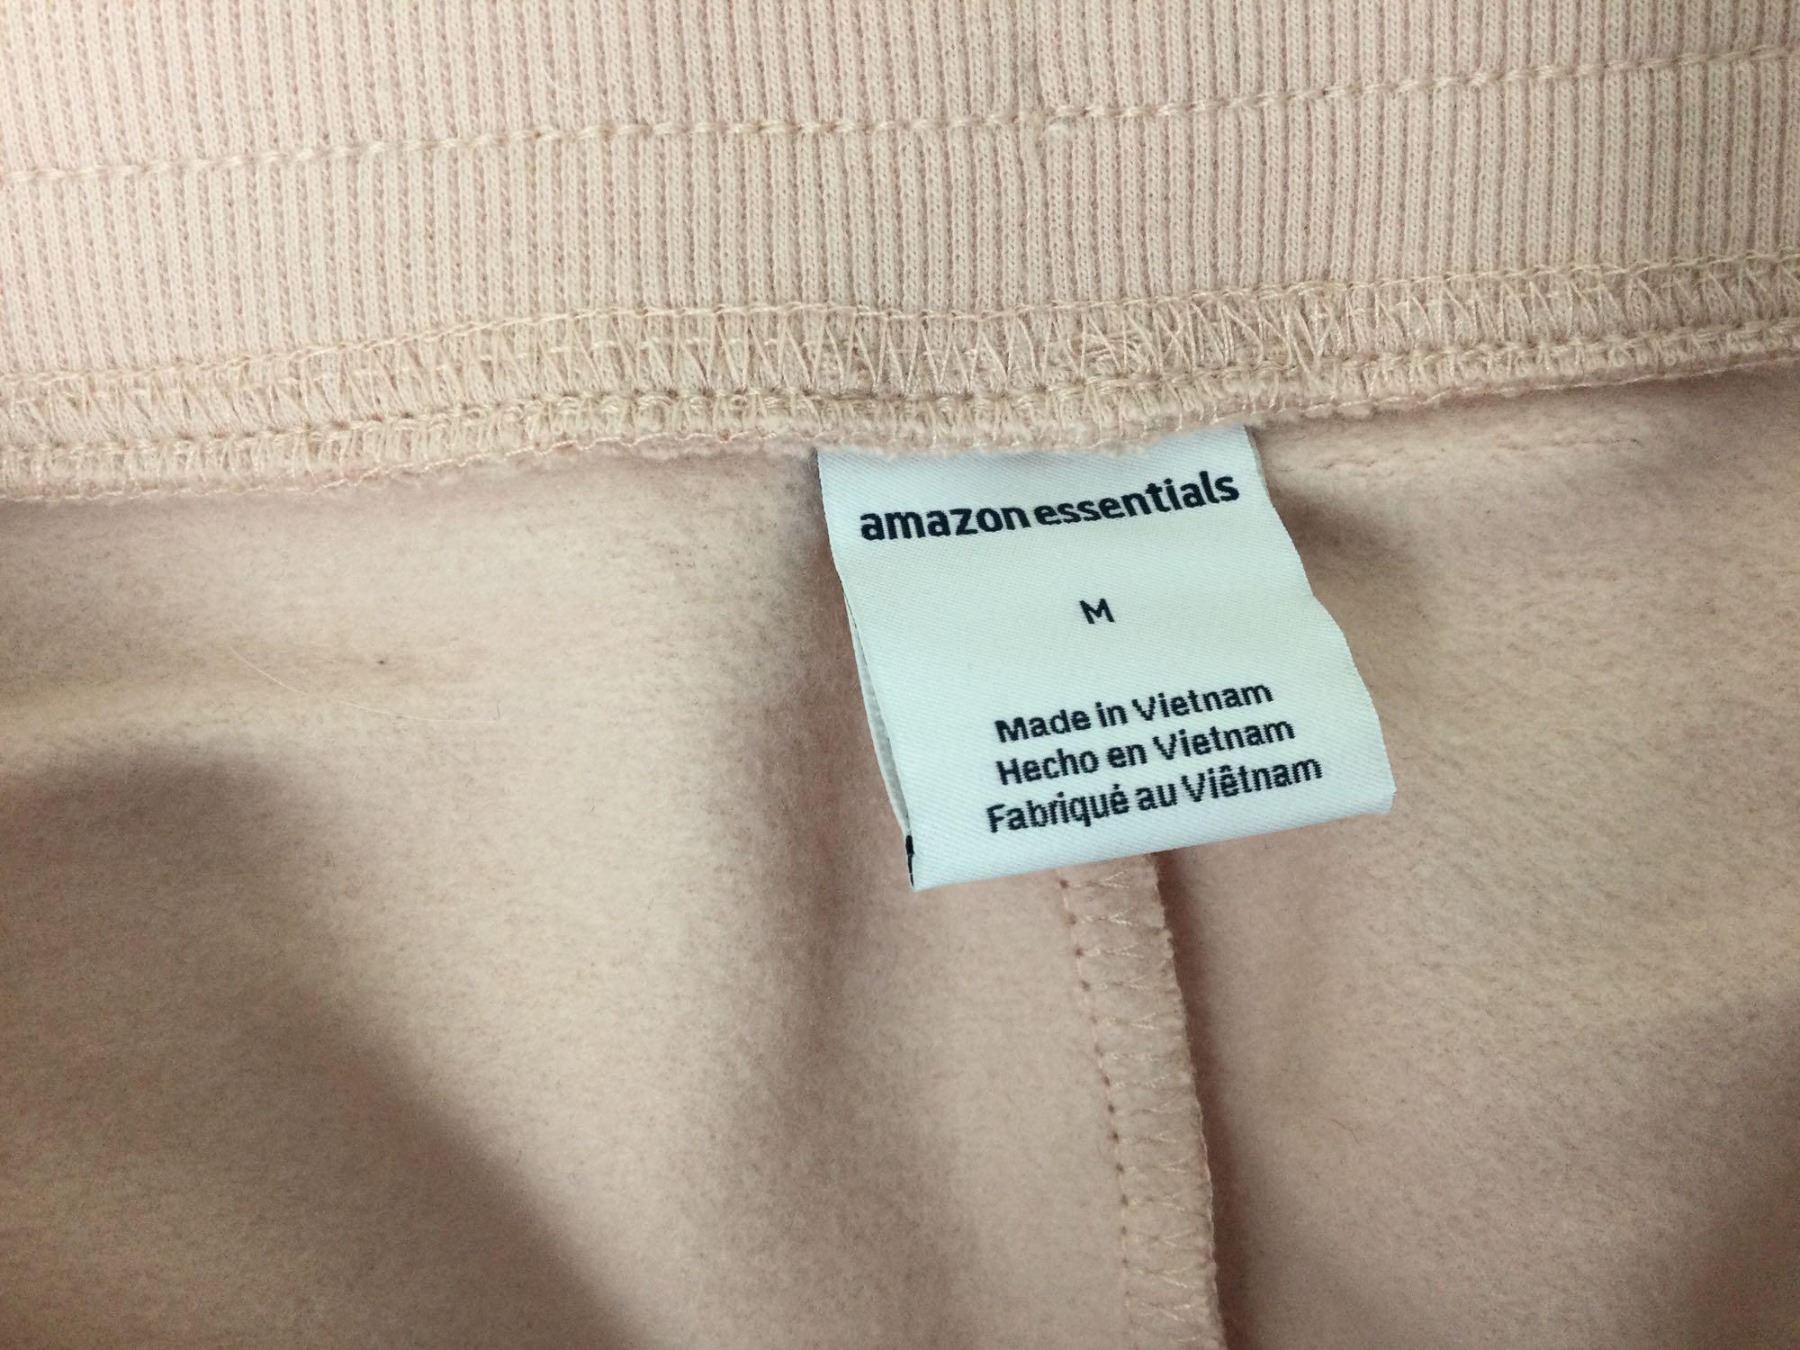 amazon essentials
M
Made in Vietnam
Hecho en Vietnam
Fabriqué au Viêtnam